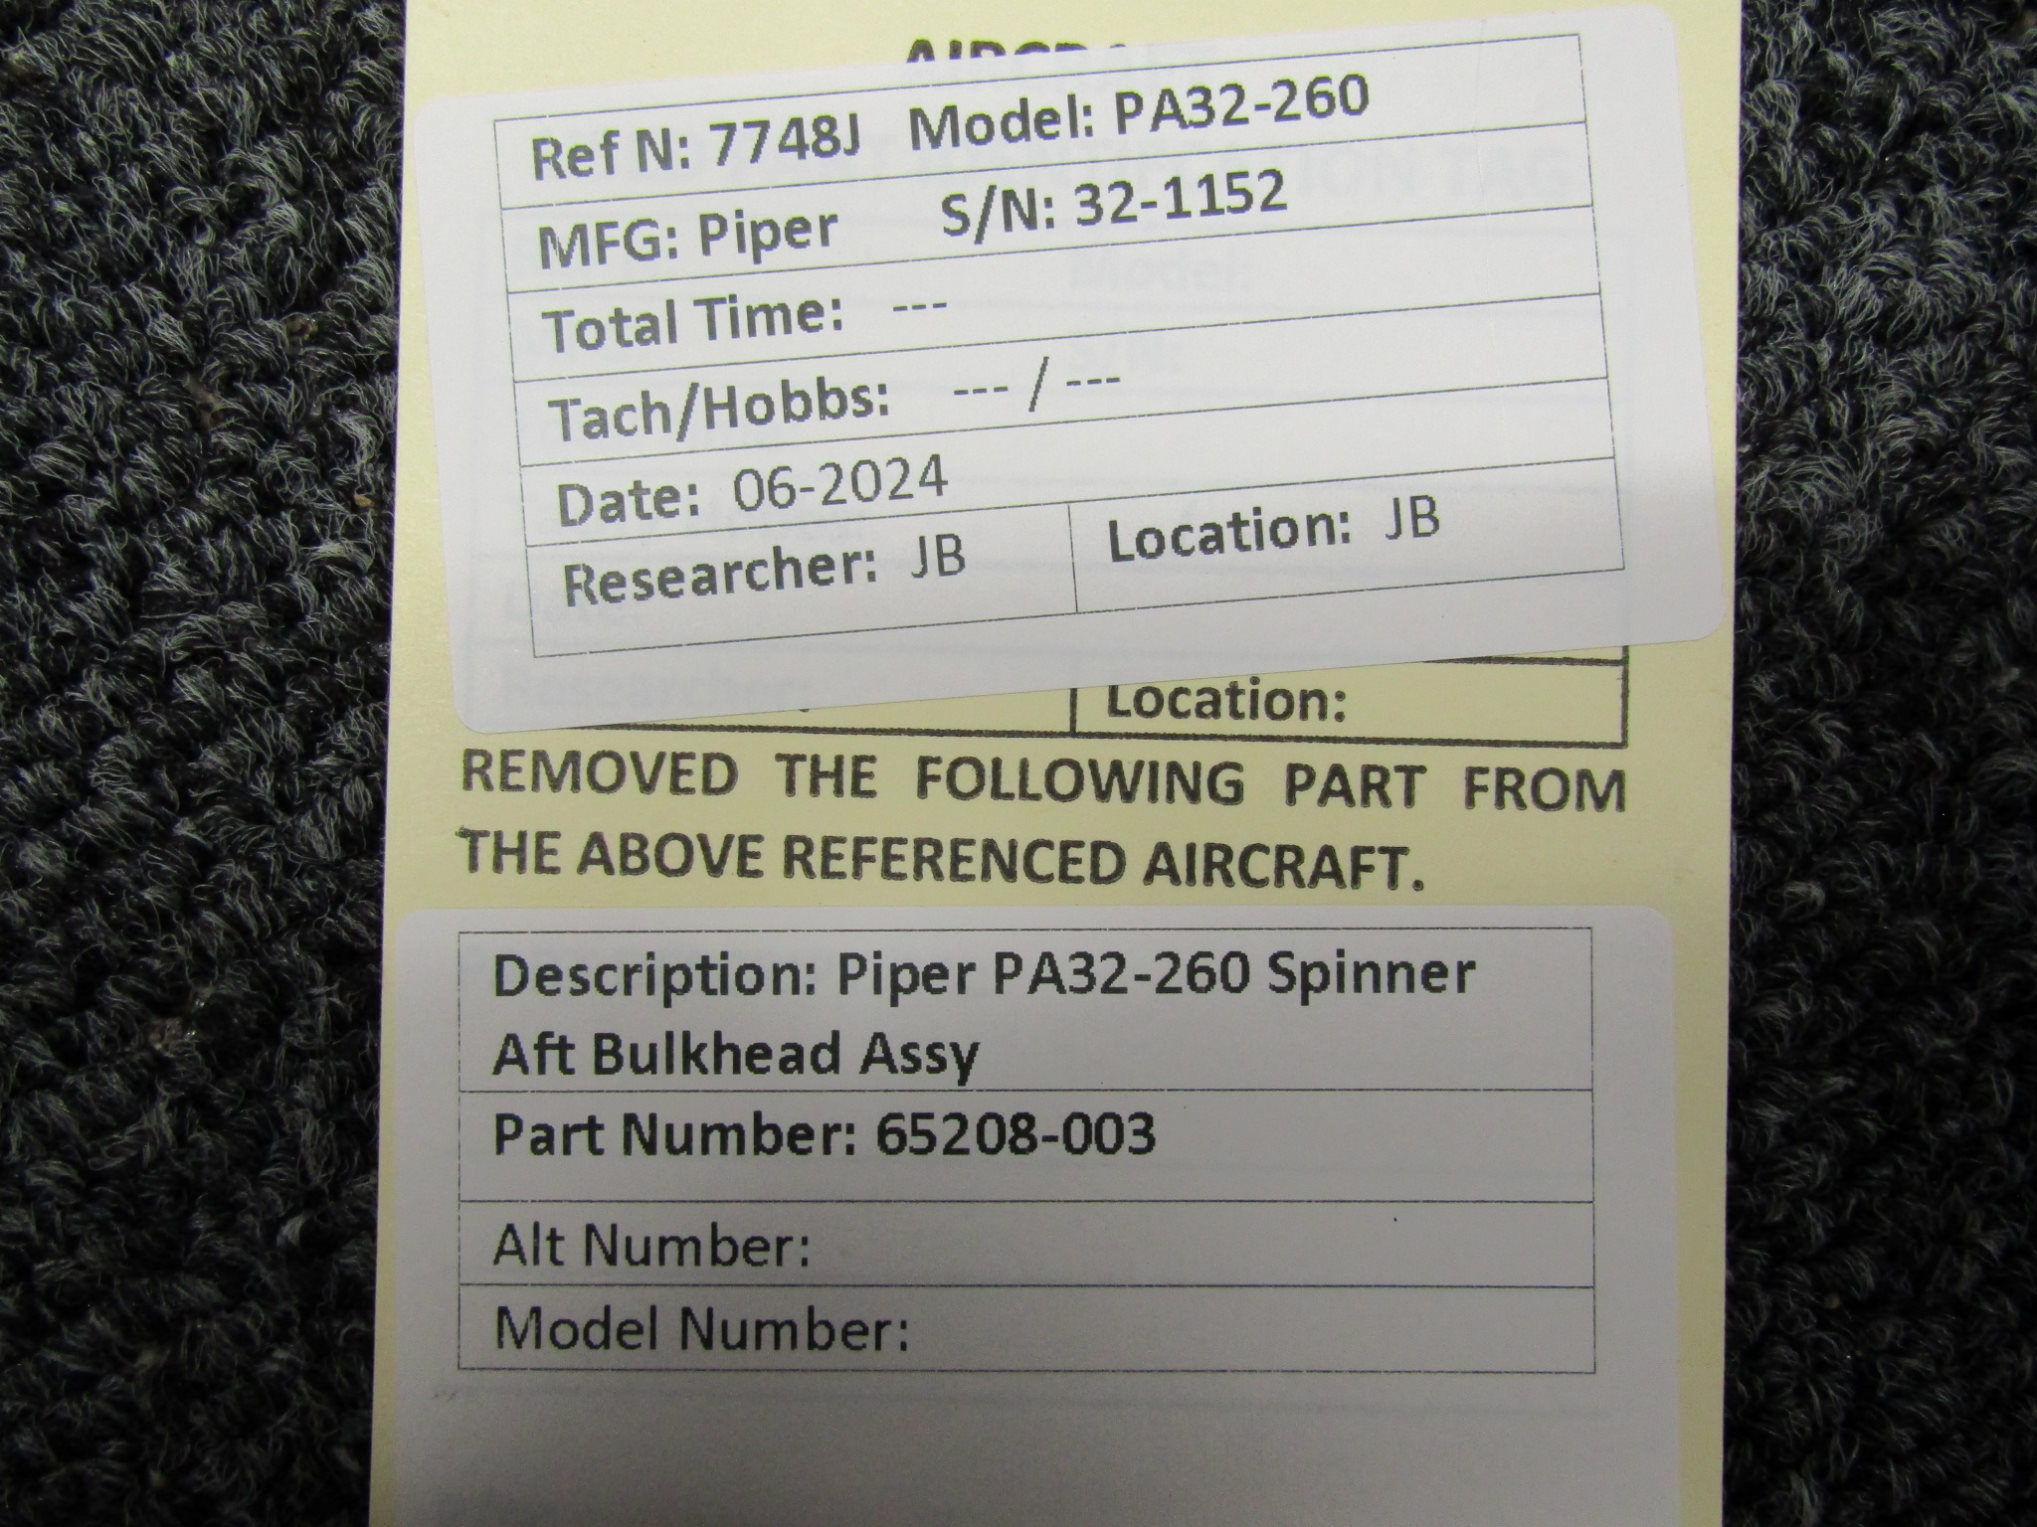 Ref N: 7748J Model: PA32-260
MFG: Piper S/N: 32-1152
Total Time: ---
Tach/Hobbs: --- / ---
Date: 06-2024
Researcher: JB Location: JB
Location:
REMOVED THE FOLLOWING PART FROM
THE ABOVE REFERENCED AIRCRAFT.
Description: Piper PA32-260 Spinner
Aft Bulkhead Assy
Part Number: 65208-003
Alt Number:
Model Number: